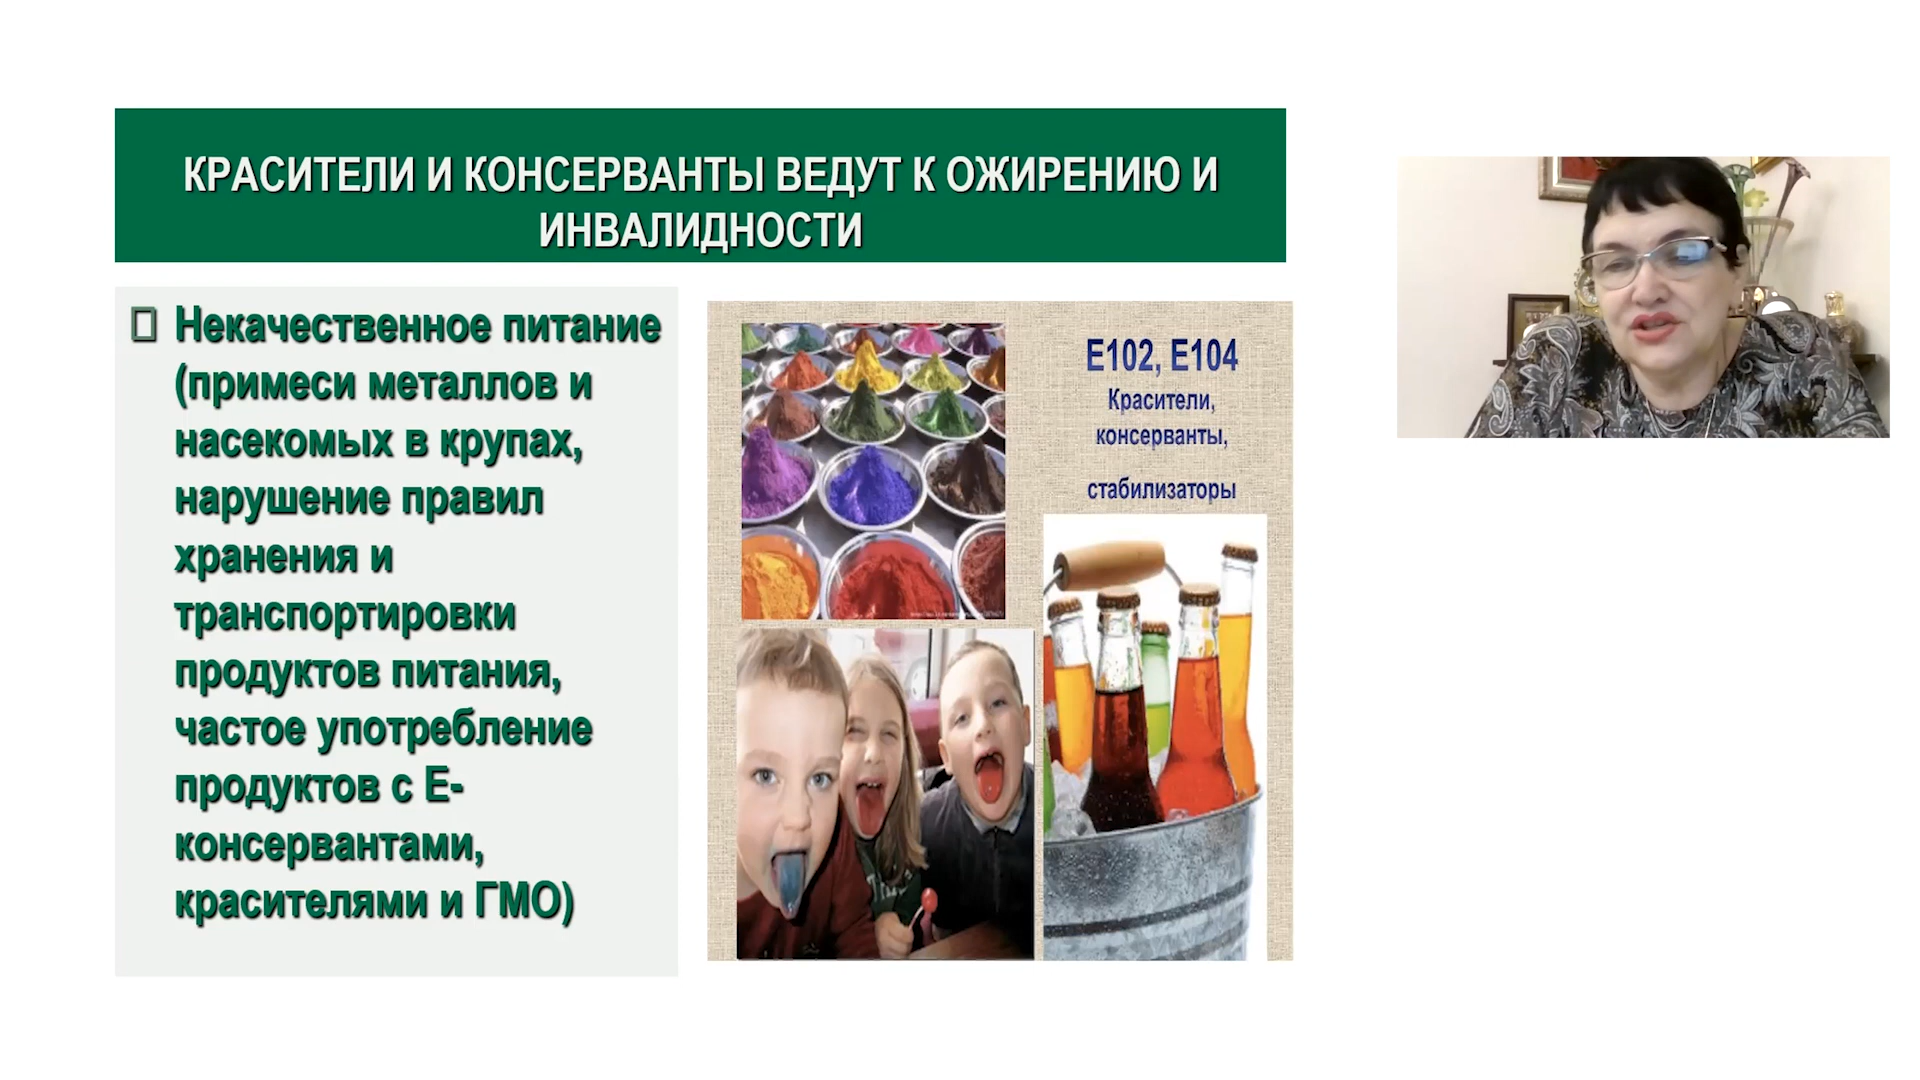 КРАСИТЕЛИ И КОНСЕРВАНТЫ ВЕДУТ К ОЖИРЕНИЮ И
ИНВАЛИДНОСТИ
Некачественное питание
(примеси металлов и
насекомых в крупах,
нарушение правил
хранения и
транспортировки
продуктов питания,
частое употребление
продуктов с Е-
консервантами,
красителями и ГМО)
Е102, Е104
Красители,
консерванты,
стабилизаторы